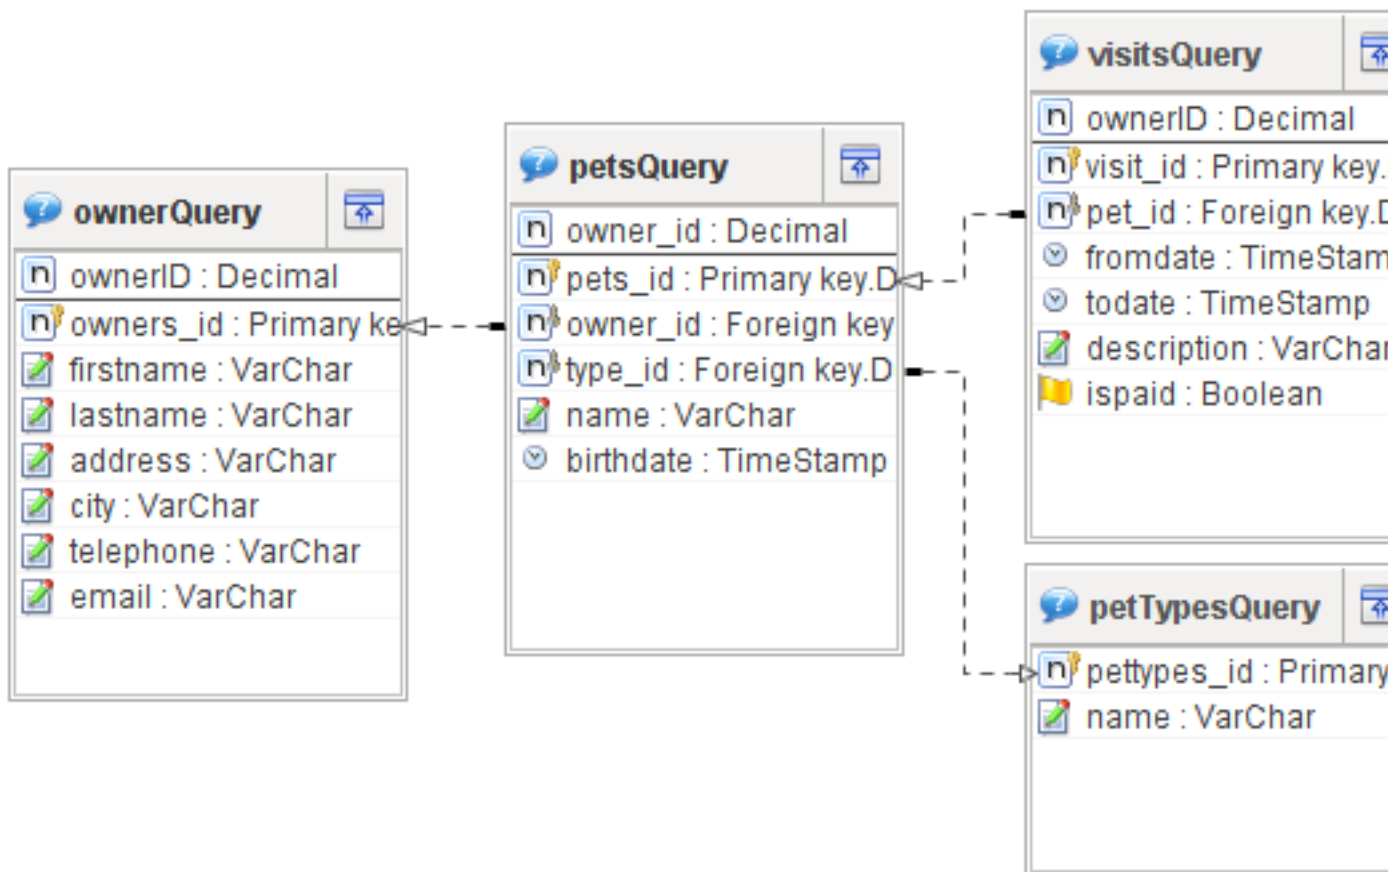 ownerQuery
ownerID : Decimal
owners_id : Primary ke
firstname : VarChar
lastname : VarChar
address : VarChar
city : VarChar
telephone : VarChar
email : VarChar
petsQuery
owner_id : Decimal
pets_id : Primary key.D
owner_id : Foreign key
type_id : Foreign key.D
name : VarChar
birthdate : TimeStamp
visitsQuery
ownerID : Decimal
visit_id : Primary key.
pet_id : Foreign key.D
fromdate : TimeStam
todate : TimeStamp
description : VarChar
ispaid : Boolean
petTypesQuery
pettypes_id : Primary
name : VarChar